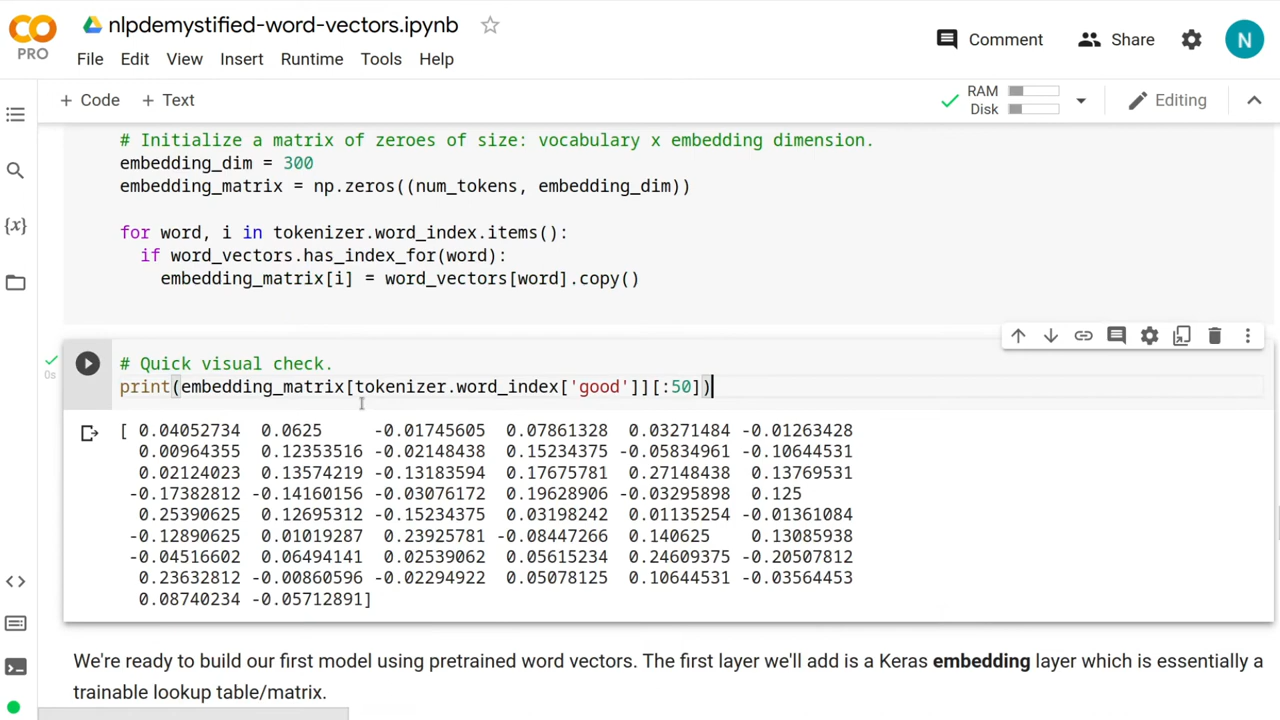 nlpdemystified-word-vectors.ipynb
PRO
File Edit View Insert Runtime Tools Help
Comment
Share
N
+ Code + Text
RAM
Disk
Editing
# Initialize a matrix of zeroes of size: vocabulary x embedding dimension.
embedding_dim = 300
embedding_matrix = np.zeros((num_tokens, embedding_dim))
for word, i in tokenizer.word_index.items():
if word_vectors.has_index_for(word):
embedding_matrix[i] = word_vectors[word].copy()
{x}
0s
# Quick visual check.
print(embedding_matrix[tokenizer.word_index['good']][:50])
[ 0.04052734 0.0625 -0.01745605 0.07861328 0.03271484 -0.01263428
0.00964355 0.12353516 -0.02148438 0.15234375 -0.05834961 -0.10644531
0.02124023 0.13574219 -0.13183594 0.17675781 0.27148438 0.13769531
-0.17382812 -0.14160156 -0.03076172 0.19628906 -0.03295898 0.125
0.25390625 0.12695312 -0.15234375 0.03198242 0.01135254 -0.01361084
-0.12890625 0.01019287 0.23925781 -0.08447266 0.140625 0.13085938
-0.04516602 0.06494141 0.02539062 0.05615234 0.24609375 -0.20507812
0.23632812 -0.00860596 -0.02294922 0.05078125 0.10644531 -0.03564453
0.08740234 -0.05712891]
We're ready to build our first model using pretrained word vectors. The first layer we'll add is a Keras embedding layer which is essentially a
trainable lookup table/matrix.